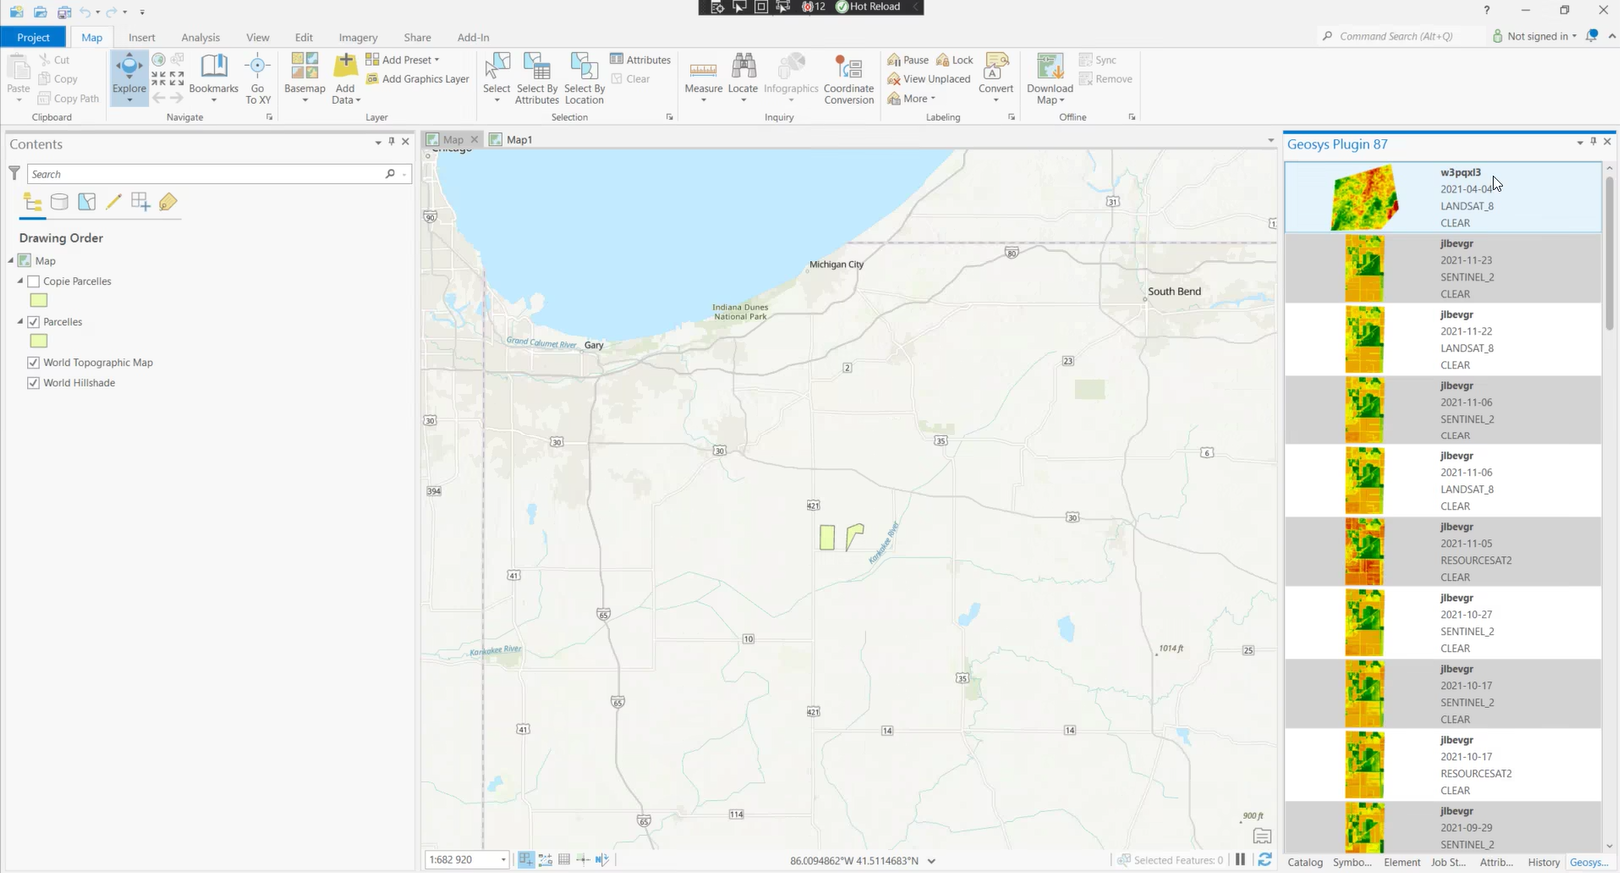 12 Hot Reload
Project Map Insert Analysis View Edit Imagery Share Add-In
Command Search (Alt+Q)
Not signed in
Paste
Cut
Copy
Copy Path
Clipboard
Explore
Bookmarks
Go
To XY
Navigate
Basemap
Add
Data
Add Preset
Add Graphics Layer
Layer
Select
Select By
Attributes
Select By
Location
Attributes
Clear
Selection
Measure
Locate
Infographics
Coordinate
Conversion
Inquiry
Pause
Lock
View Unplaced
More
Convert
Labeling
Download
Map
Sync
Remove
Offline
Contents
Search
Drawing Order
Map
Copie Parcelles
Parcelles
World Topographic Map
World Hillshade
Map
Map1
Chicago
90
31
Michigan City
80
South Bend
Indiana Dunes
National Park
Grand Calumet River
Gary
2
23
30
30
35
30
6
394
421
30
Kankakee River
41
65
10
25
Kankakee River
1014 ft
35
65
421
41
14
14
114
65
900 ft
1:682 920
86.0094862°W 41.5114683°N
Selected Features: 0
Geosys Plugin 87
w3pqxl3
2021-04-04
LANDSAT_8
CLEAR
jlbevgr
2021-11-23
SENTINEL_2
CLEAR
jlbevgr
2021-11-22
LANDSAT_8
CLEAR
jlbevgr
2021-11-06
SENTINEL_2
CLEAR
jlbevgr
2021-11-06
LANDSAT_8
CLEAR
jlbevgr
2021-11-05
RESOURCESAT2
CLEAR
jlbevgr
2021-10-27
SENTINEL_2
CLEAR
jlbevgr
2021-10-17
SENTINEL_2
CLEAR
jlbevgr
2021-10-17
RESOURCESAT2
CLEAR
jlbevgr
2021-09-29
SENTINEL_2
Catalog Symbo... Element Job St... Attrib... History Geosys...